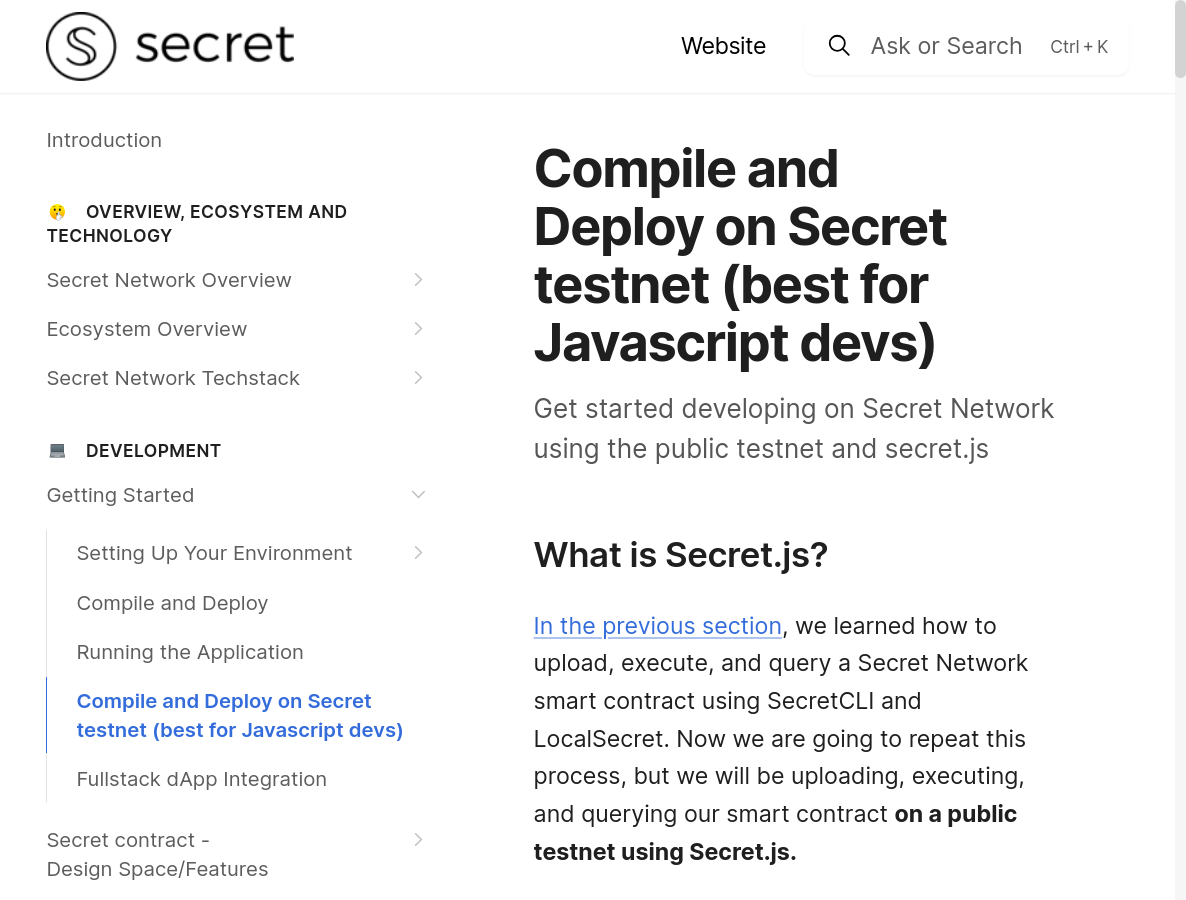 secret
Website
Ask or Search
Ctrl + K
Introduction
OVERVIEW, ECOSYSTEM AND
TECHNOLOGY
Secret Network Overview
Ecosystem Overview
Secret Network Techstack
DEVELOPMENT
Getting Started
Setting Up Your Environment
Compile and Deploy
Running the Application
Compile and Deploy on Secret
testnet (best for Javascript devs)
Fullstack dApp Integration
Secret contract -
Design Space/Features
Compile and
Deploy on Secret
testnet (best for
Javascript devs)
Get started developing on Secret Network
using the public testnet and secret.js
What is Secret.js?
In the previous section, we learned how to
upload, execute, and query a Secret Network
smart contract using SecretCLI and
LocalSecret. Now we are going to repeat this
process, but we will be uploading, executing,
and querying our smart contract on a public
testnet using Secret.js.